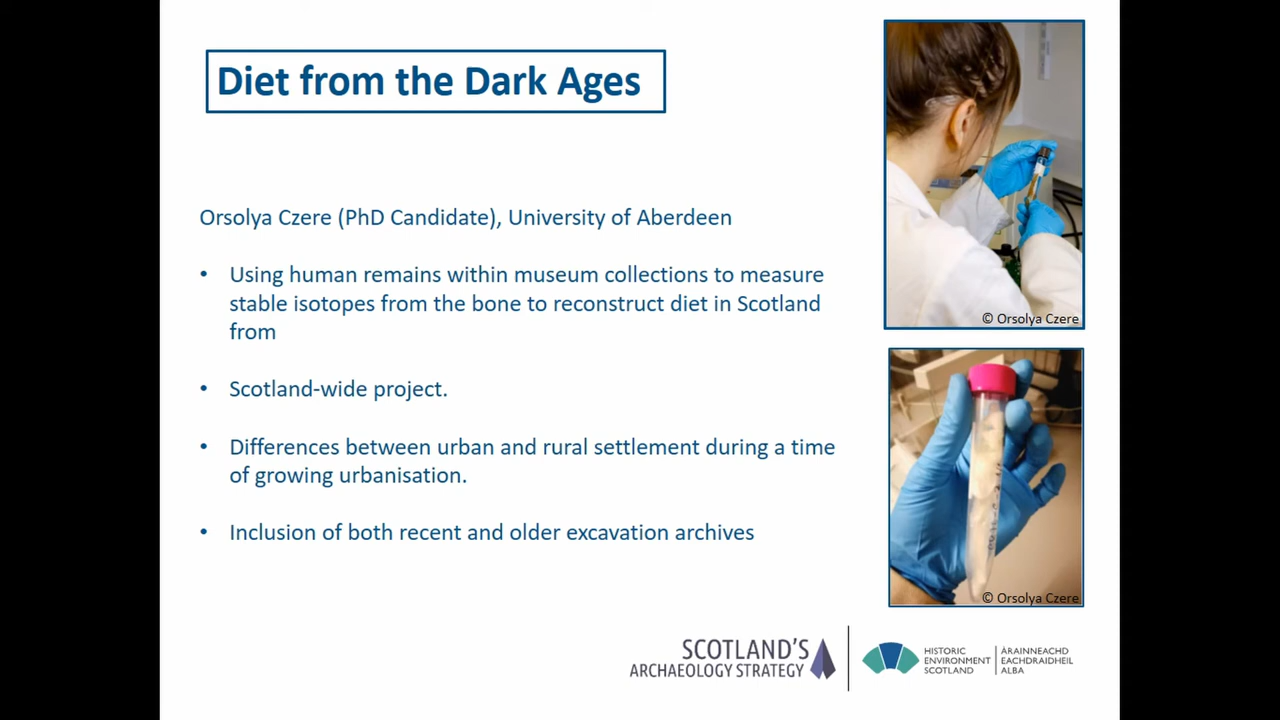 Diet from the Dark Ages
Orsolya Czere (PhD Candidate), University of Aberdeen
• Using human remains within museum collections to measure
stable isotopes from the bone to reconstruct diet in Scotland
from
• Scotland-wide project.
• Differences between urban and rural settlement during a time
of growing urbanisation.
• Inclusion of both recent and older excavation archives
© Orsolya Czere
© Orsolya Czere
SCOTLAND'S
ARCHAEOLOGY STRATEGY
HISTORIC
ENVIRONMENT
SCOTLAND
ÀRAINNEACHD
EACHDRAIDHEIL
ALBA